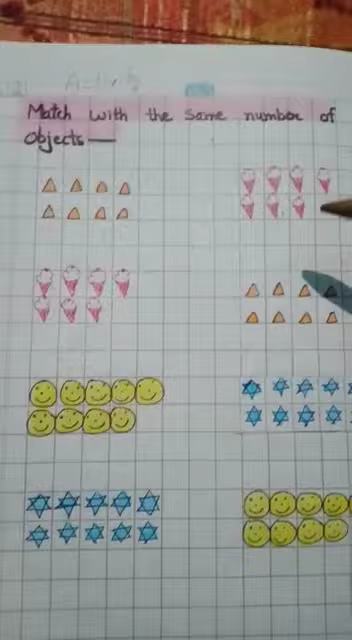 Match with the same number of
objects—